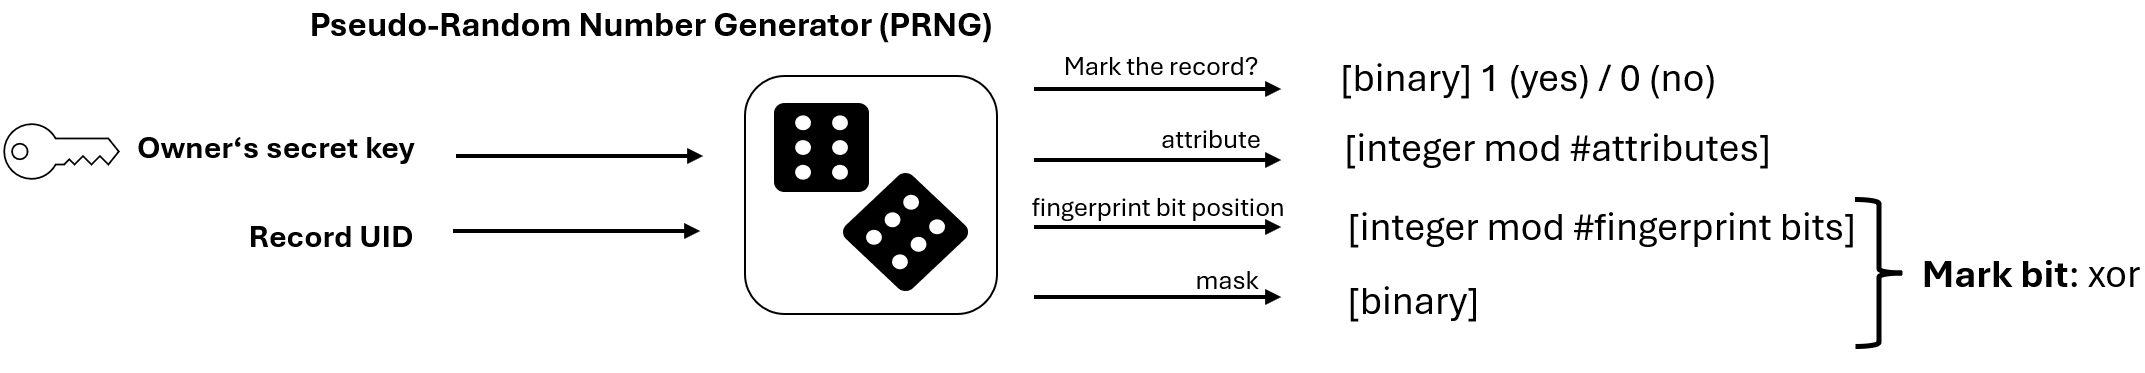 Pseudo-Random Number Generator (PRNG)
Owner‘s secret key
Record UID
Mark the record?
[binary] 1 (yes) / 0 (no)
attribute
[integer mod #attributes]
fingerprint bit position
[integer mod #fingerprint bits]
mask
[binary]
Mark bit: xor